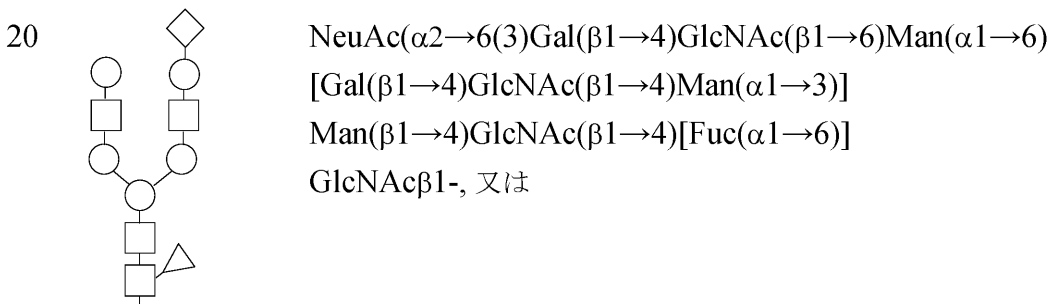 20 NeuAc(α2→6(3)Gal(β1→4)GlcNAc(β1→6)Man(α1→6)
[Gal(β1→4)GlcNAc(β1→4)Man(α1→3)]
Man(β1→4)GlcNAc(β1→4)[Fuc(α1→6)]
GlcNAcβ1-, 又は